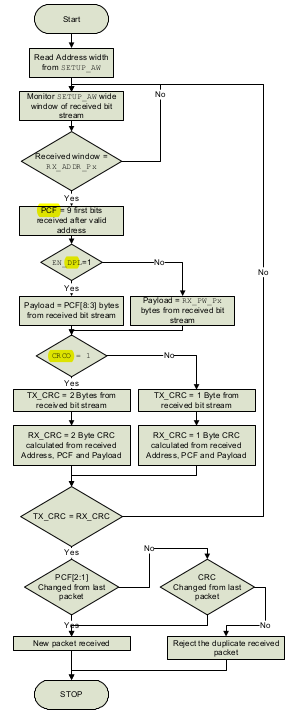 Start
Read Address width
from SETUP_AW
Monitor SETUP_AW wide
window of received bit
stream
No
Received window =
RX_ADDR_Px
Yes
PCF = 9 first bits
received after valid
address
EN_DPL=1
No
Yes
No
Payload = PCF[8:3] bytes
from received bit stream
Payload = RX_PW_Px
bytes from received bit
stream
CRCO = 1
No
Yes
TX_CRC = 2 Bytes from
received bit stream
TX_CRC = 1 Byte from
received bit stream
RX_CRC = 2 Byte CRC
calculated from received
Address, PCF and Payload
RX_CRC = 1 Byte CRC
calculated from received
Address, PCF and Payload
TX_CRC = RX_CRC
Yes
No
PCF[2:1]
Changed from last
packet
CRC
Changed from last
packet
Yes
No
New packet received
Reject the duplicate received
packet
STOP